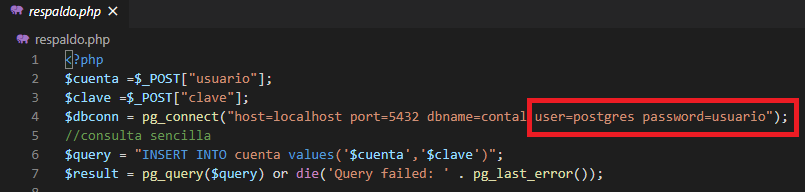 respaldo.php ×
respaldo.php
1 <?php
2 $cuenta =$_POST["usuario"];
3 $clave =$_POST["clave"];
4 $dbconn = pg_connect("host=localhost port=5432 dbname=contal user=postgres password=usuario");
5 //consulta sencilla
6 $query = "INSERT INTO cuenta values('$cuenta','$clave')";
7 $result = pg_query($query) or die('Query failed: ' . pg_last_error());